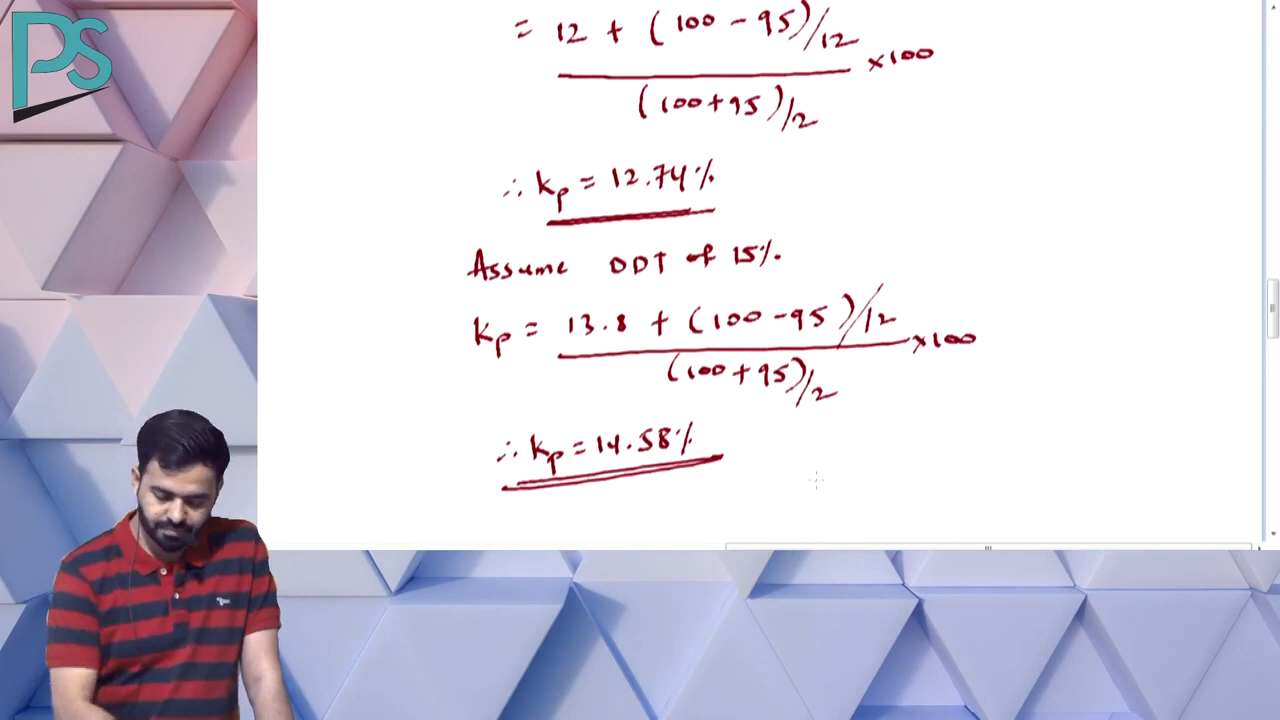 PS
= 12 + (100 - 95)/12
× 100
(100 + 95)/2
∴ kp = 12.74%
Assume DDT of 15%.
kp = 13.8 + (100 - 95)/12
× 100
(100 + 95)/2
∴ kp = 14.58%